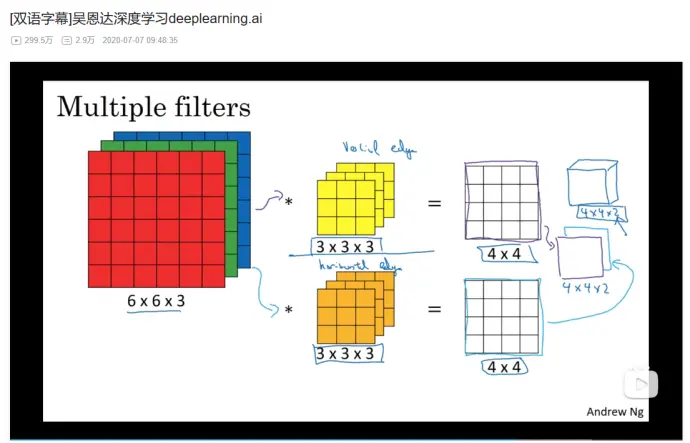 [双语字幕]吴恩达深度学习deeplearning.ai
299.5万 2.9万 2020-07-07 09:48:35
Multiple filters
Vertical edge
* 3 x 3 x 3 = 4 x 4
4x4x2
6 x 6 x 3
horizontal edge
4x4x2
* 3 x 3 x 3 = 4 x 4
Andrew Ng